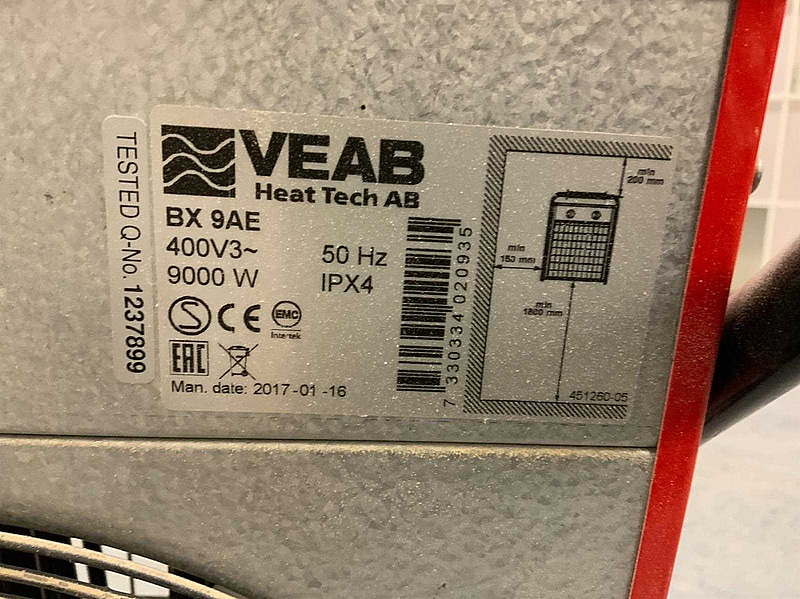 TESTED Q-No. 1237899
VEAB
Heat Tech AB
BX 9AE
400V3~
9000 W
50 Hz
IPX4
EMC
Intertek
EAC
Man. date: 2017-01-16
7 330334 020935
min
200 mm
min
150 mm
min
1800 mm
451260-05